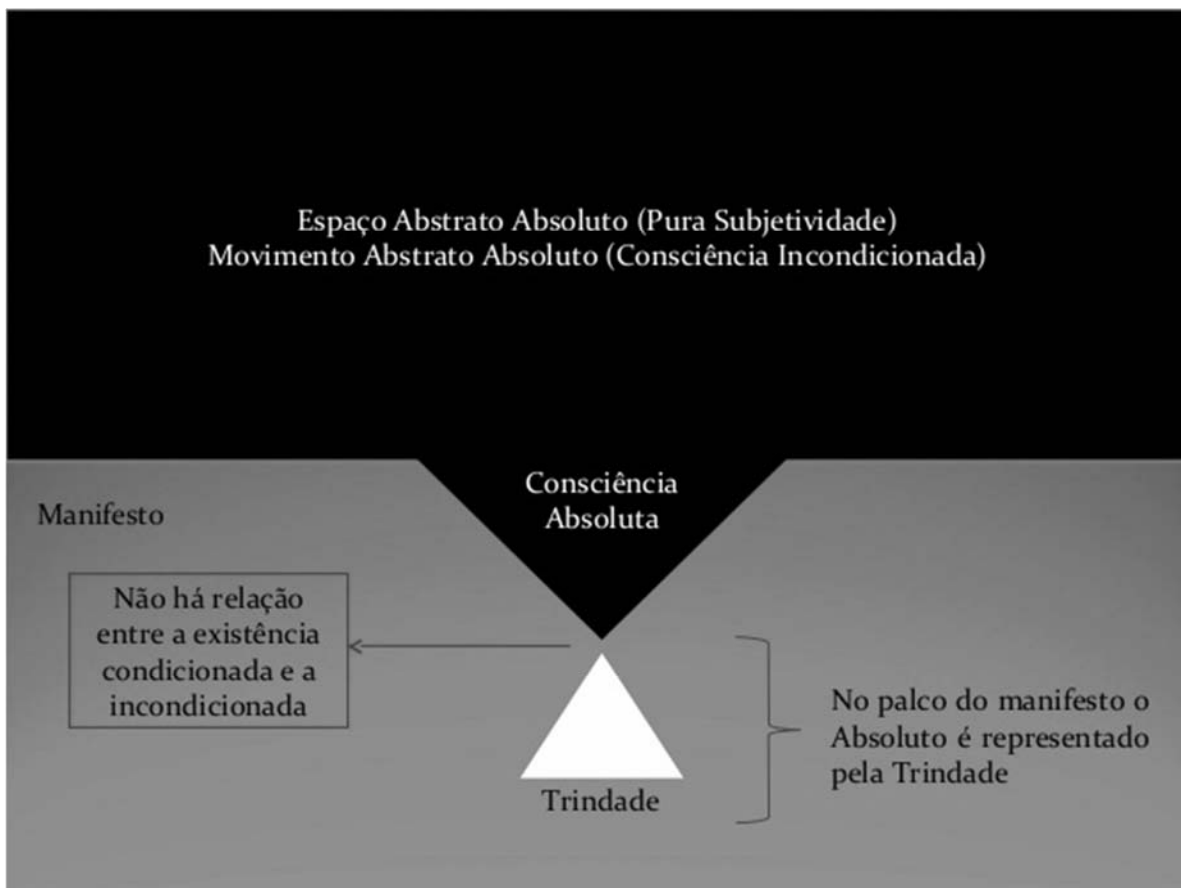 Espaço Abstrato Absoluto (Pura Subjetividade)
Movimento Abstrato Absoluto (Consciência Incondicionada)
Consciência
Absoluta
Manifesto
Não há relação
entre a existência
condicionada e a
incondicionada
No palco do manifesto o
Absoluto é representado
pela Trindade
Trindade